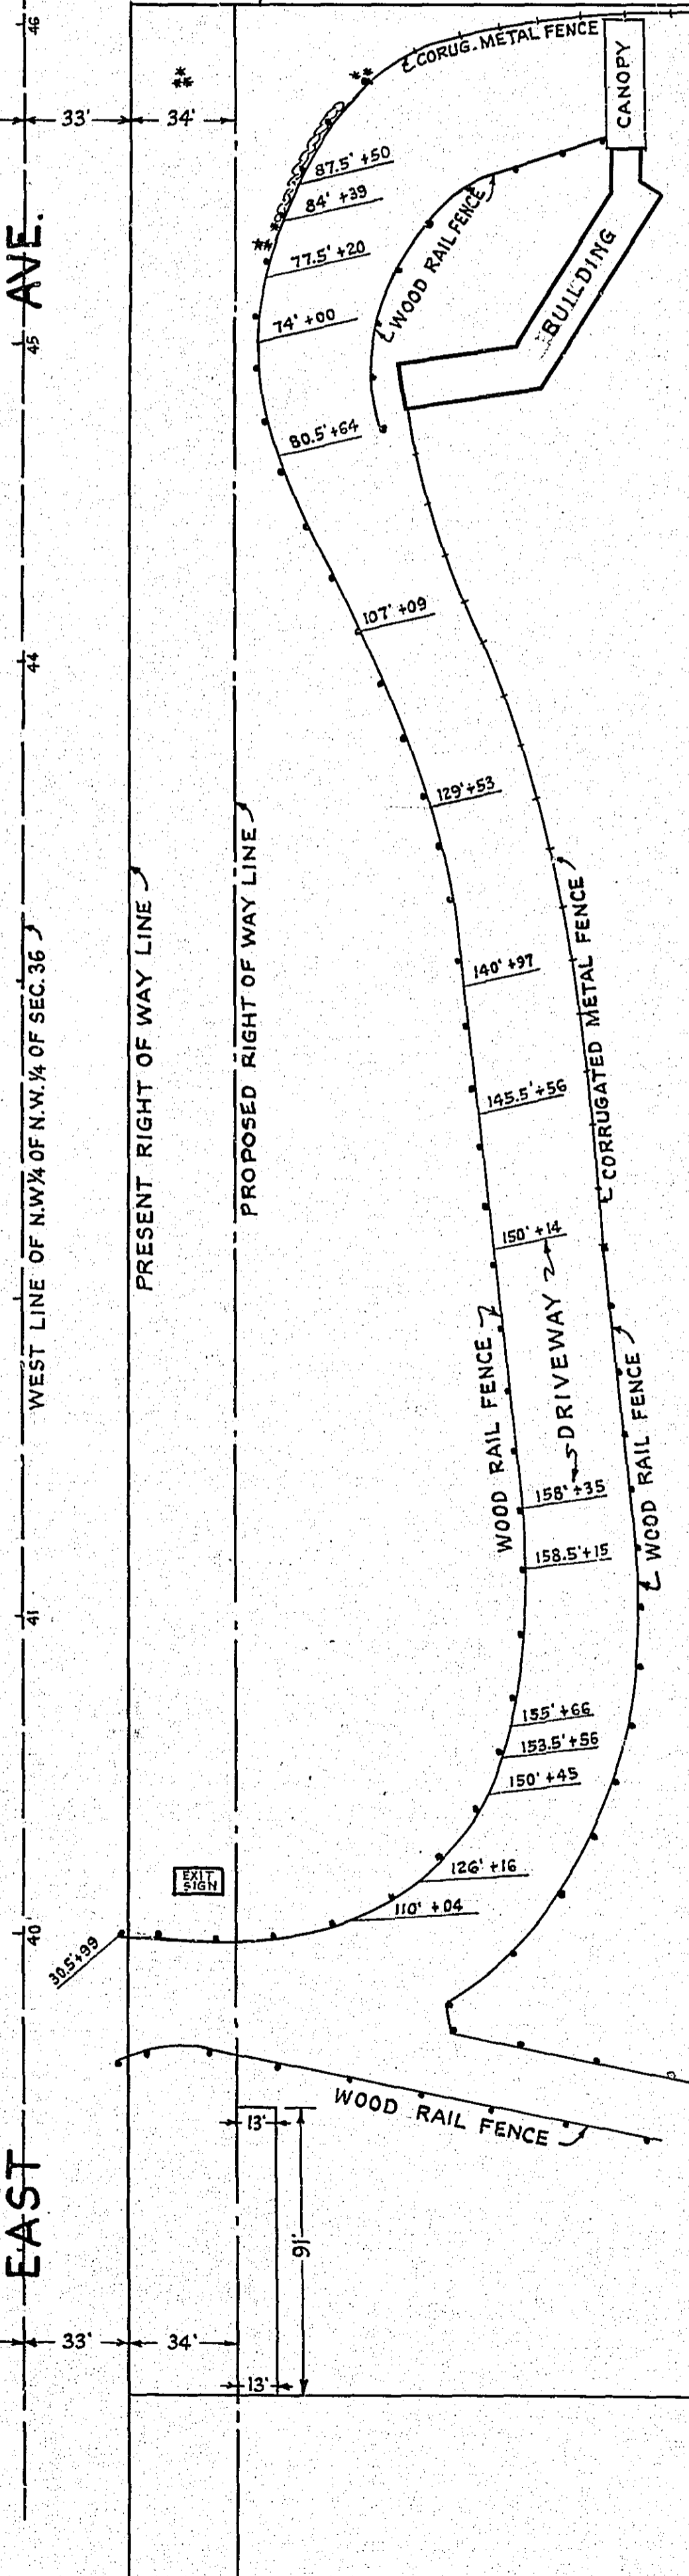 46
CORUG. METAL FENCE
CANOPY
**
**
**
33'
34'
87.5' +50
84' +39
**
77.5' +20
WOOD RAIL FENCE
BUILDING
AVE.
74' +00
45
80.5' +64
107' +09
44
129' +53
PROPOSED RIGHT OF WAY LINE
PRESENT RIGHT OF WAY LINE
WEST LINE OF N.W¼ OF N.W.¼ OF SEC. 36
CORRUGATED METAL FENCE
140' +97
145.5' +56
150' +14
DRIVEWAY
WOOD RAIL FENCE
WOOD RAIL FENCE
158' +35
158.5' +15
41
155' +66
153.5' +56
150' +45
126' +16
EXIT
SIGN
110' +04
40
30.5' +99
WOOD RAIL FENCE
13'
EAST
91'
33'
34'
13'